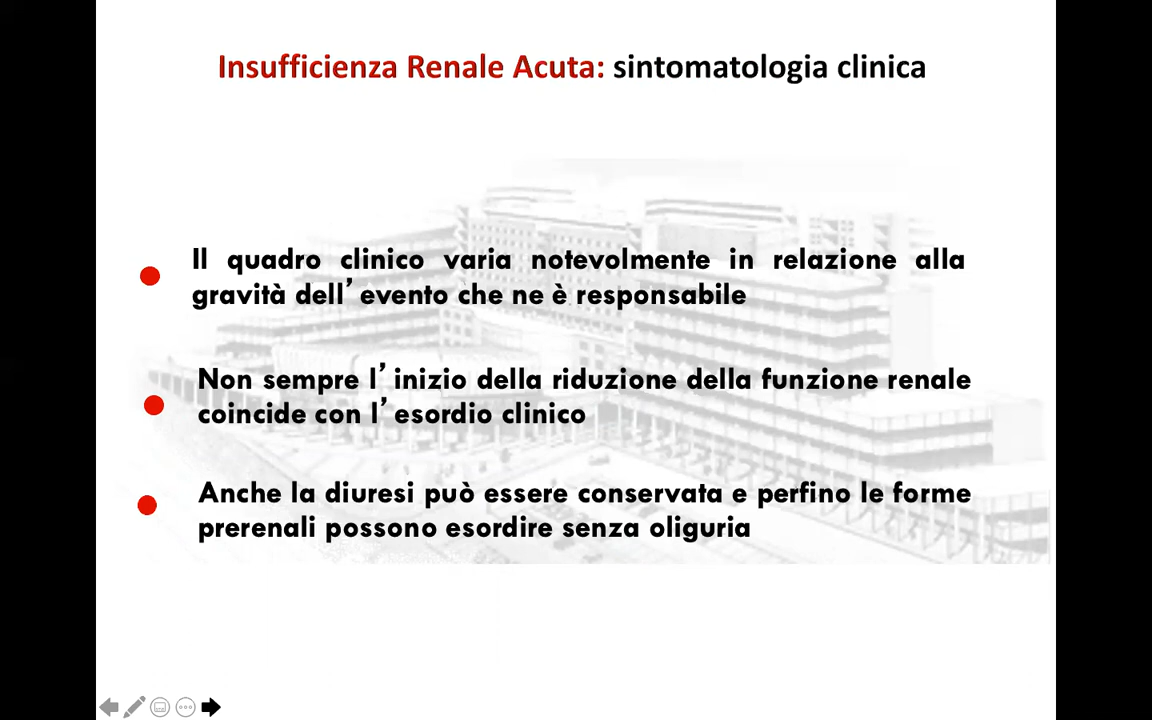 Insufficienza Renale Acuta: sintomatologia clinica
Il quadro clinico varia notevolmente in relazione alla
gravità dell’evento che ne è responsabile
Non sempre l’inizio della riduzione della funzione renale
coincide con l’esordio clinico
Anche la diuresi può essere conservata e perfino le forme
prerenali possono esordire senza oliguria